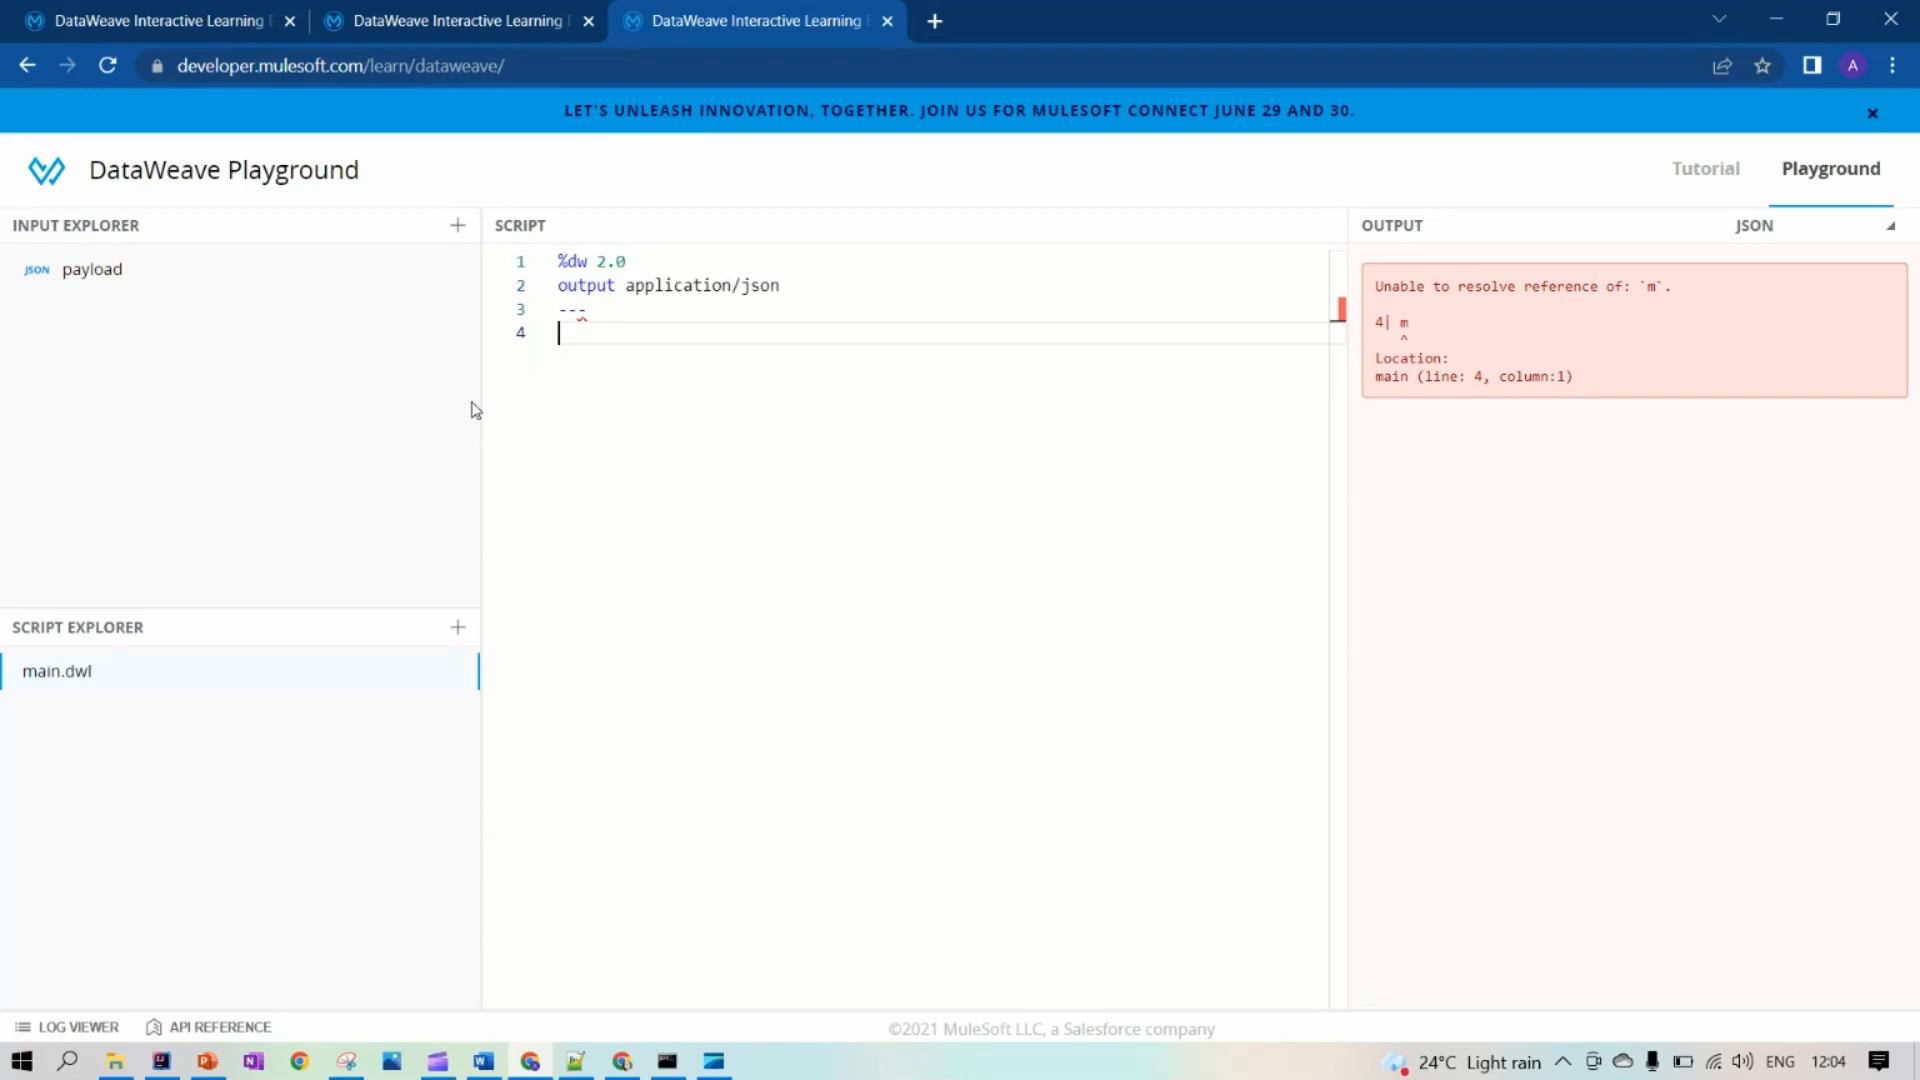 DataWeave Interactive Learning
DataWeave Interactive Learning
DataWeave Interactive Learning
developer.mulesoft.com/learn/dataweave/
A
LET'S UNLEASH INNOVATION, TOGETHER. JOIN US FOR MULESOFT CONNECT JUNE 29 AND 30.
DataWeave Playground
Tutorial
Playground
INPUT EXPLORER
SCRIPT
OUTPUT
JSON
JSON payload
1 %dw 2.0
2 output application/json
3 ---
4
Unable to resolve reference of: `m`.
4| m
^
Location:
main (line: 4, column:1)
SCRIPT EXPLORER
main.dwl
LOG VIEWER
API REFERENCE
©2021 MuleSoft LLC, a Salesforce company
24°C Light rain
ENG
12:04